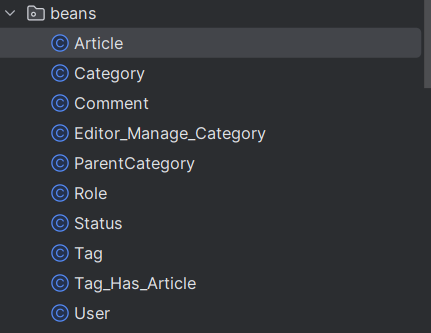 beans
Article
Category
Comment
Editor_Manage_Category
ParentCategory
Role
Status
Tag
Tag_Has_Article
User